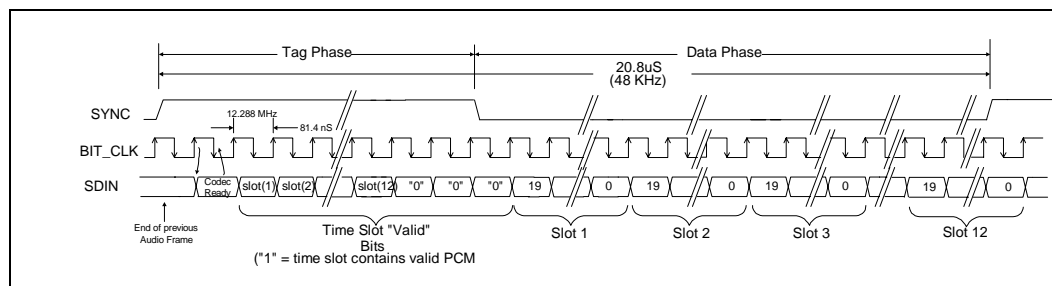 Tag Phase
Data Phase
20.8uS
(48 KHz)
SYNC
12.288 MHz
81.4 nS
BIT_CLK
SDIN
Codec
Ready
slot(1) slot(2) slot(12) "0" "0" "0" 19 0 19 0 19 0 19 0
End of previous
Audio Frame
Time Slot "Valid"
Bits
("1" = time slot contains valid PCM
Slot 1
Slot 2
Slot 3
Slot 12